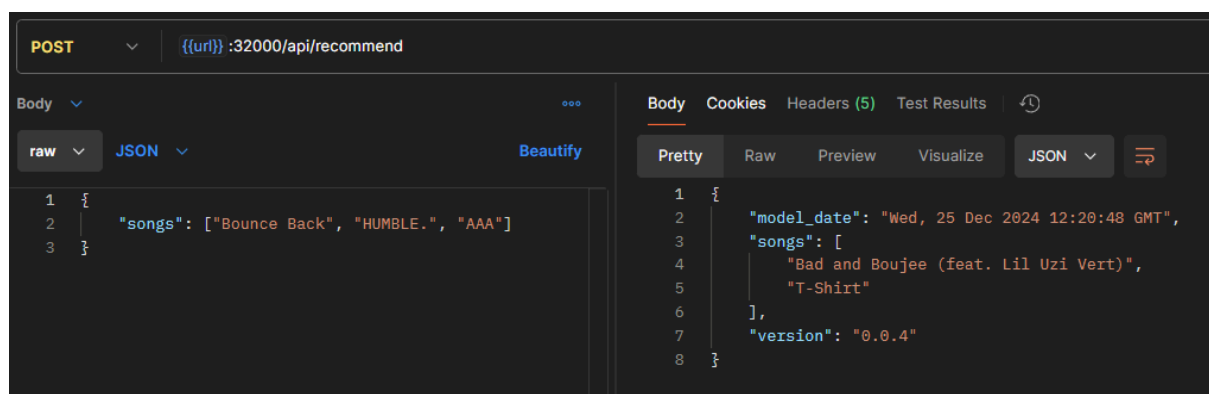 POST {{url}} :32000/api/recommend
Body
raw JSON Beautify
1 {
2 "songs": ["Bounce Back", "HUMBLE.", "AAA"]
3 }
Body Cookies Headers (5) Test Results
Pretty Raw Preview Visualize JSON
1 {
2 "model_date": "Wed, 25 Dec 2024 12:20:48 GMT",
3 "songs": [
4 "Bad and Boujee (feat. Lil Uzi Vert)",
5 "T-Shirt"
6 ],
7 "version": "0.0.4"
8 }